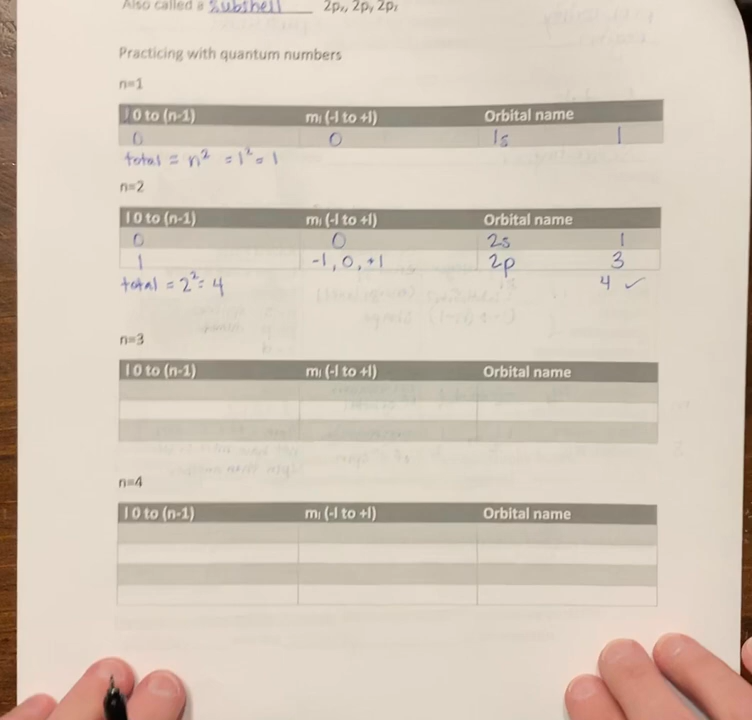 Also called a Subshell 2pₓ, 2pᵧ 2p₂
Practicing with quantum numbers
n=1
l 0 to (n-1) mₗ (-l to +l) Orbital name
0 0 1s 1
total = n² = 1² = 1
n=2
l 0 to (n-1) mₗ (-l to +l) Orbital name
0 0 2s 1
1 -1, 0, +1 2p 3
total = 2² = 4 4 ✓
n=3
l 0 to (n-1) mₗ (-l to +l) Orbital name
n=4
l 0 to (n-1) mₗ (-l to +l) Orbital name